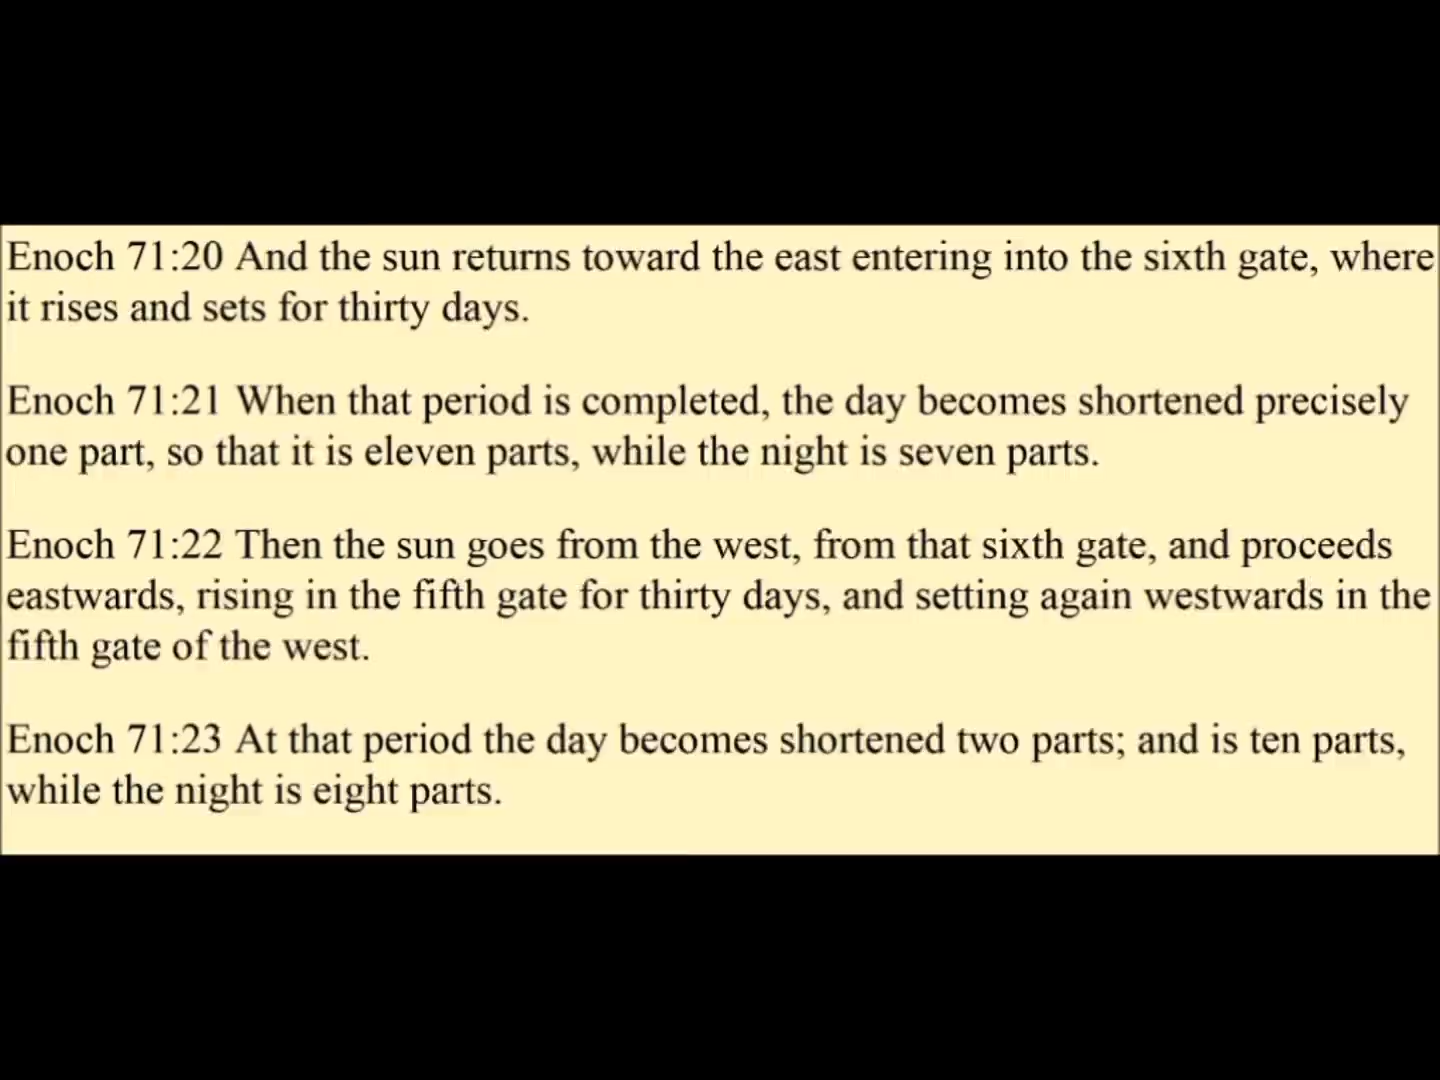 Enoch 71:20 And the sun returns toward the east entering into the sixth gate, where
it rises and sets for thirty days.
Enoch 71:21 When that period is completed, the day becomes shortened precisely
one part, so that it is eleven parts, while the night is seven parts.
Enoch 71:22 Then the sun goes from the west, from that sixth gate, and proceeds
eastwards, rising in the fifth gate for thirty days, and setting again westwards in the
fifth gate of the west.
Enoch 71:23 At that period the day becomes shortened two parts; and is ten parts,
while the night is eight parts.